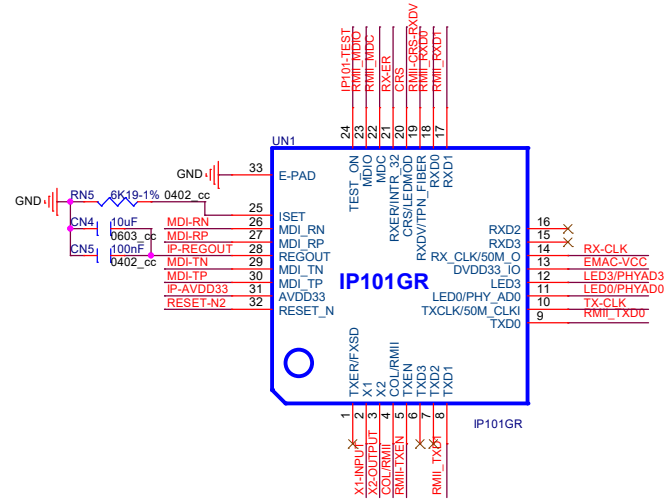 IP101-TEST
RMII_MDIO
RMII_MDC
RX-ER
CRS
RMII-CRS-RXDV
RMII_RXD0
RMII_RXD1
24
23
22
21
20
19
18
17
UN1
TEST_ON
MDIO
MDC
RXER/INTR_32
CRS/LEDMOD
RXDV/TPN_FIBER
RXD0
RXD1
GND
33
E-PAD
GND
RN5 6K19-1% 0402_cc
CN4 10uF
0603_cc
CN5 100nF
0402_cc
25 ISET
MDI-RN 26 MDI_RN
MDI-RP 27 MDI_RP
IP-REGOUT 28 REGOUT
MDI-TN 29 MDI_TN
MDI-TP 30 MDI_TP
IP-AVDD33 31 AVDD33
RESET-N2 32 RESET_N
IP101GR
RXD2 16
RXD3 15
RX_CLK/50M_O 14 RX-CLK
DVDD33_IO 13 EMAC-VCC
LED3 12 LED3/PHYAD3
LED0/PHY_AD0 11 LED0/PHYAD0
TXCLK/50M_CLKI 10 TX-CLK
TXD0 9 RMII_TXD0
TXER/FXSD
X1
X2
COL/RMII
TXEN
TXD3
TXD2
TXD1
1
2
3
4
5
6
7
8
IP101GR
X1-INPUT
X2-OUTPUT
COL/RMII
RMII-TXEN
RMII_TXD1